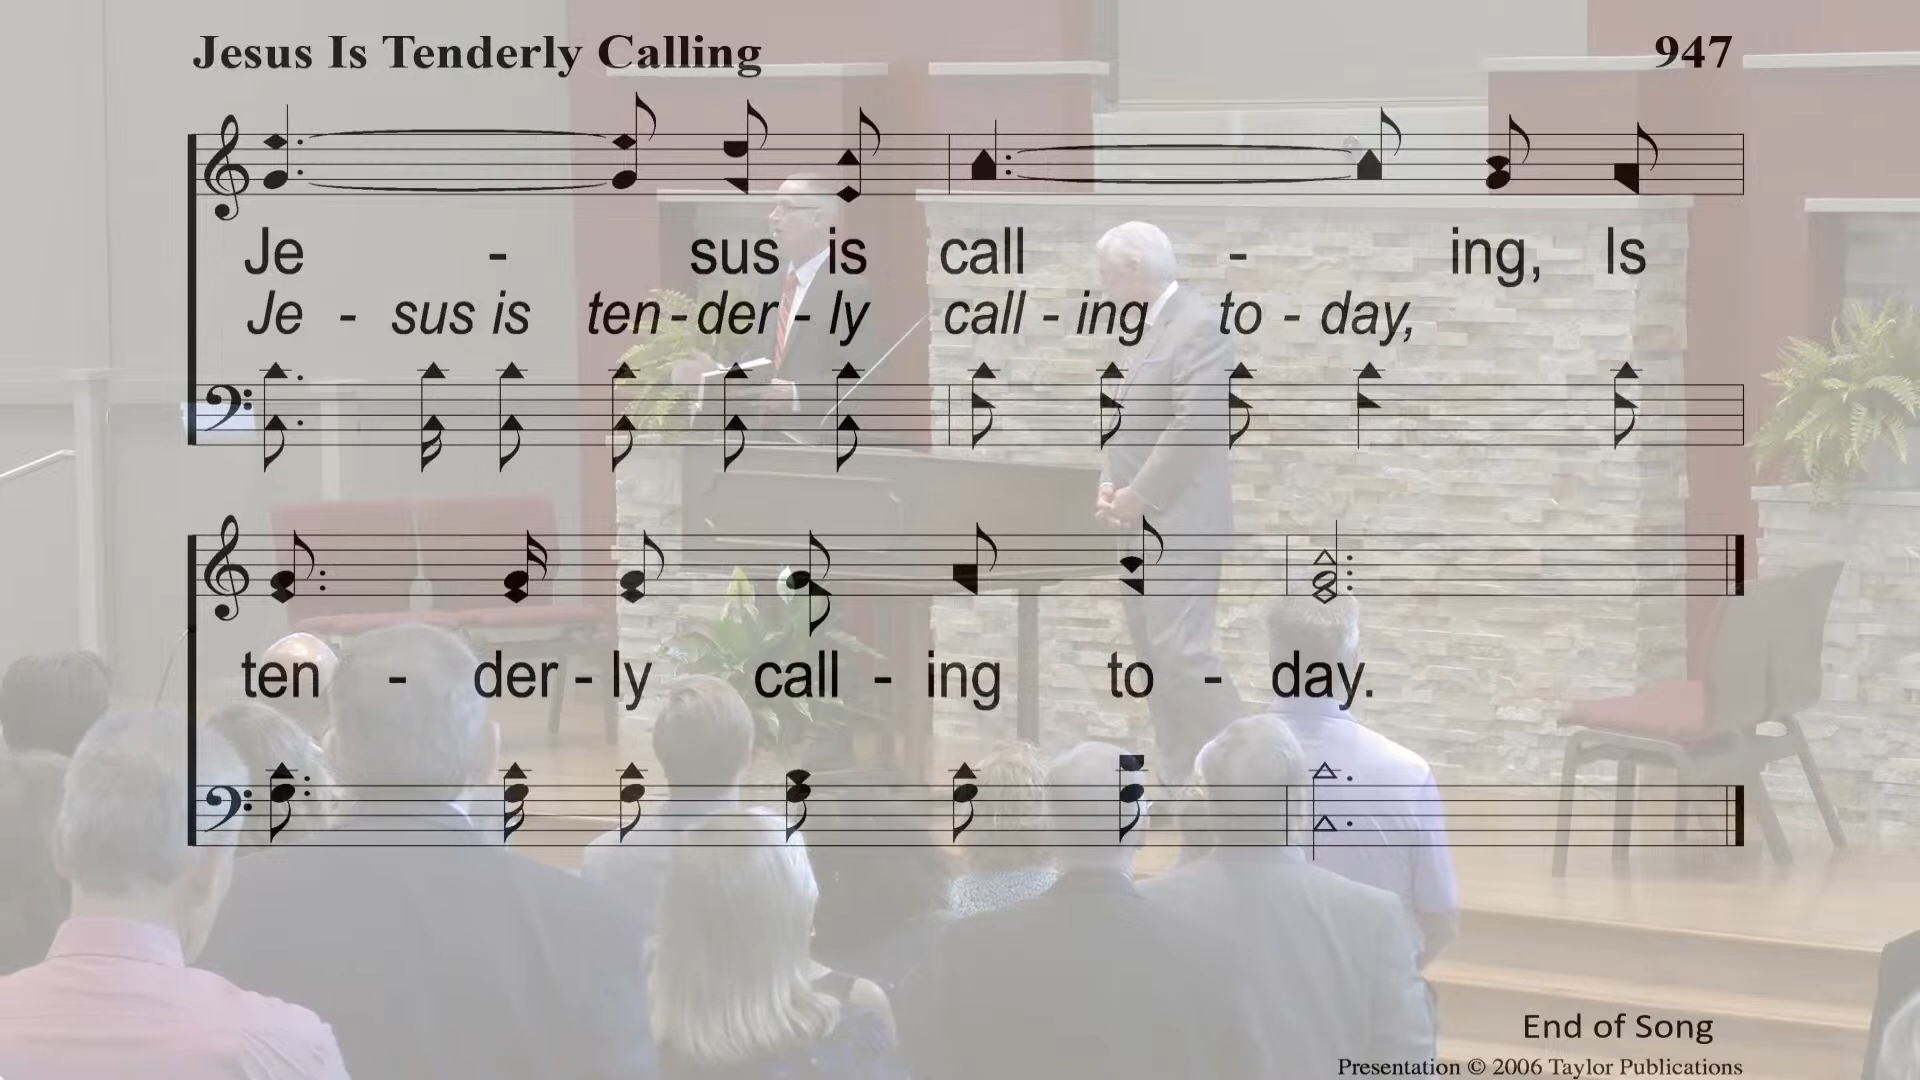 Jesus Is Tenderly Calling 947
Je - sus is call - ing, Is
Je - sus is ten - der - ly call - ing to - day,
ten - der - ly call - ing to - day.
End of Song
Presentation © 2006 Taylor Publications